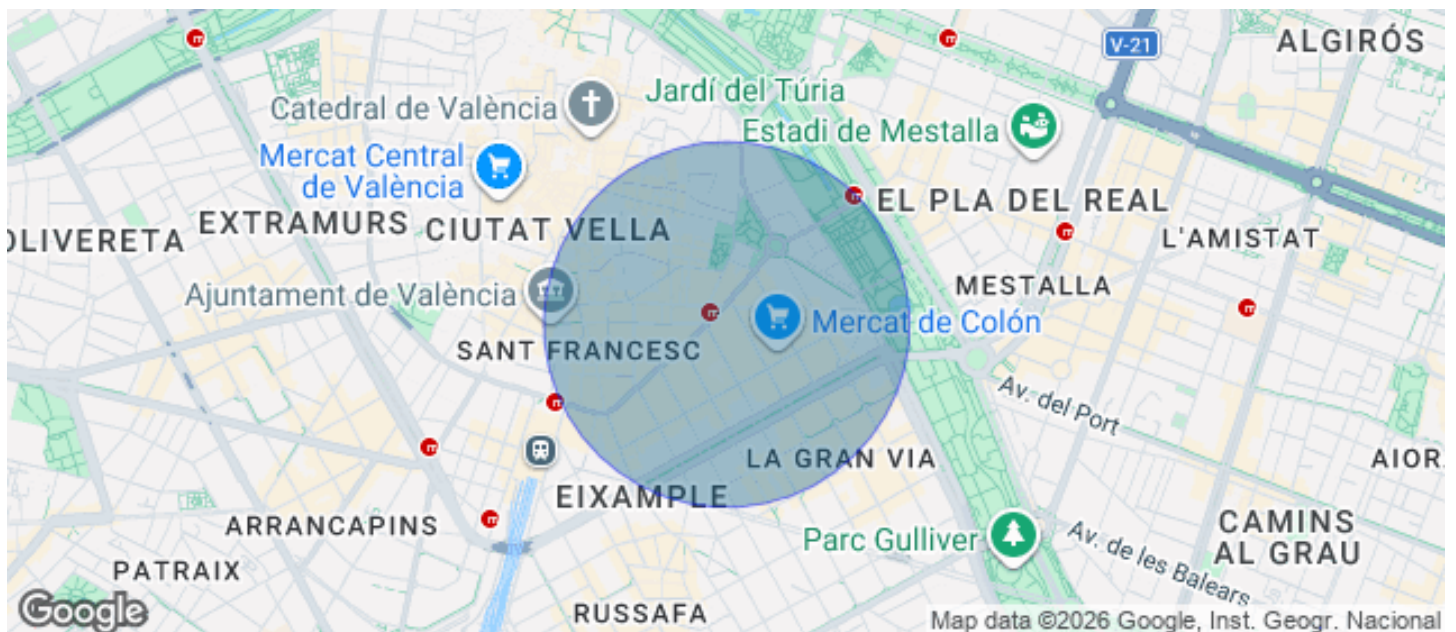 V-21
ALGIRÓS
Jardí del Túria
Catedral de València
Estadi de Mestalla
Mercat Central
de València
EL PLA DEL REAL
EXTRAMURS
CIUTAT VELLA
OLIVERETA
L'AMISTAT
MESTALLA
Ajuntament de València
Mercat de Colón
SANT FRANCESC
Av. del Port
LA GRAN VIA
AIOR
EIXAMPLE
ARRANCAPINS
CAMINS
AL GRAU
Parc Gulliver
Av. de les Balears
PATRAIX
RUSSAFA
Google
Map data ©2026 Google, Inst. Geogr. Nacional